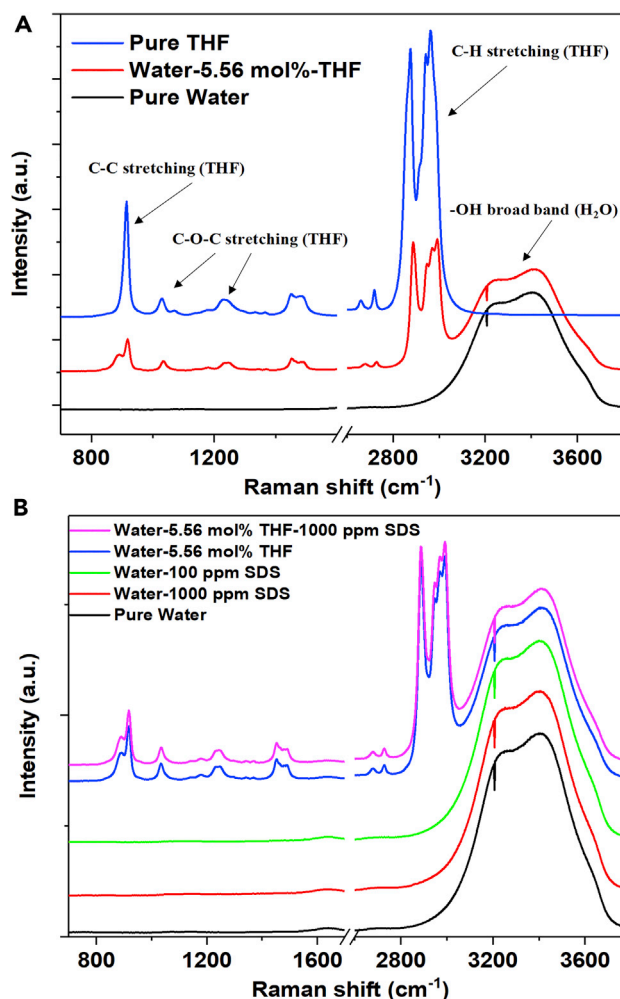 A
Pure THF
Water-5.56 mol%-THF
Pure Water
C-H stretching (THF)
C-C stretching (THF)
C-O-C stretching (THF)
-OH broad band (H₂O)
Intensity (a.u.)
800 1200 2800 3200 3600
Raman shift (cm⁻¹)
B
Water-5.56 mol% THF-1000 ppm SDS
Water-5.56 mol% THF
Water-100 ppm SDS
Water-1000 ppm SDS
Pure Water
Intensity (a.u.)
800 1200 1600 2800 3200 3600
Raman shift (cm⁻¹)